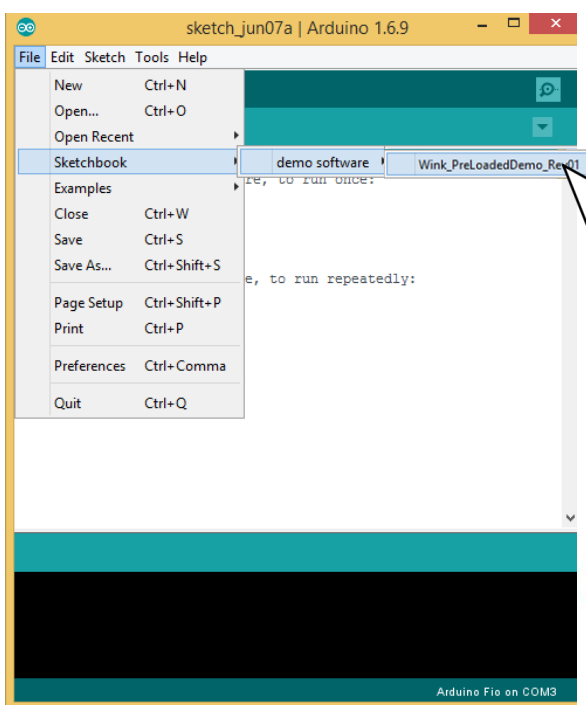 sketch_jun07a | Arduino 1.6.9
File Edit Sketch Tools Help
New Ctrl+N
Open... Ctrl+O
Open Recent
Sketchbook
demo software
Wink_PreLoadedDemo_Rev01
re, to run once:
Examples
Close Ctrl+W
Save Ctrl+S
Save As... Ctrl+Shift+S
e, to run repeatedly:
Page Setup Ctrl+Shift+P
Print Ctrl+P
Preferences Ctrl+Comma
Quit Ctrl+Q
Arduino Fio on COM3